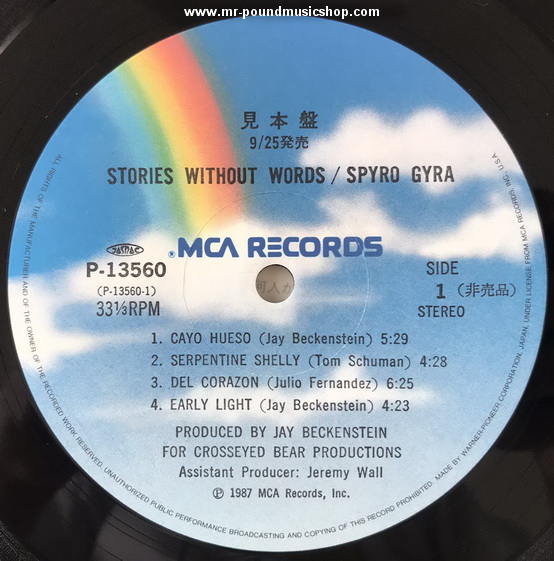 www.mr-poundmusicshop.com
見本盤
9/25発売
STORIES WITHOUT WORDS / SPYRO GYRA
MCA RECORDS
JASRAC
P-13560
(P-13560-1)
33⅓RPM
SIDE
1 (非売品)
STEREO
1. CAYO HUESO (Jay Beckenstein) 5:29
2. SERPENTINE SHELLY (Tom Schuman) 4:28
3. DEL CORAZON (Julio Fernandez) 6:25
4. EARLY LIGHT (Jay Beckenstein) 4:23
PRODUCED BY JAY BECKENSTEIN
FOR CROSSEYED BEAR PRODUCTIONS
Assistant Producer: Jeremy Wall
Ⓟ 1987 MCA Records, Inc.
ALL RIGHTS OF THE MANUFACTURER AND OF THE OWNER OF THE RECORDED WORK RESERVED. UNAUTHORIZED PUBLIC PERFORMANCE BROADCASTING AND COPYING OF THIS RECORD PROHIBITED. MADE BY WARNER-PIONEER CORPORATION, JAPAN, UNDER LICENSE FROM MCA RECORDS, INC., U.S.A.